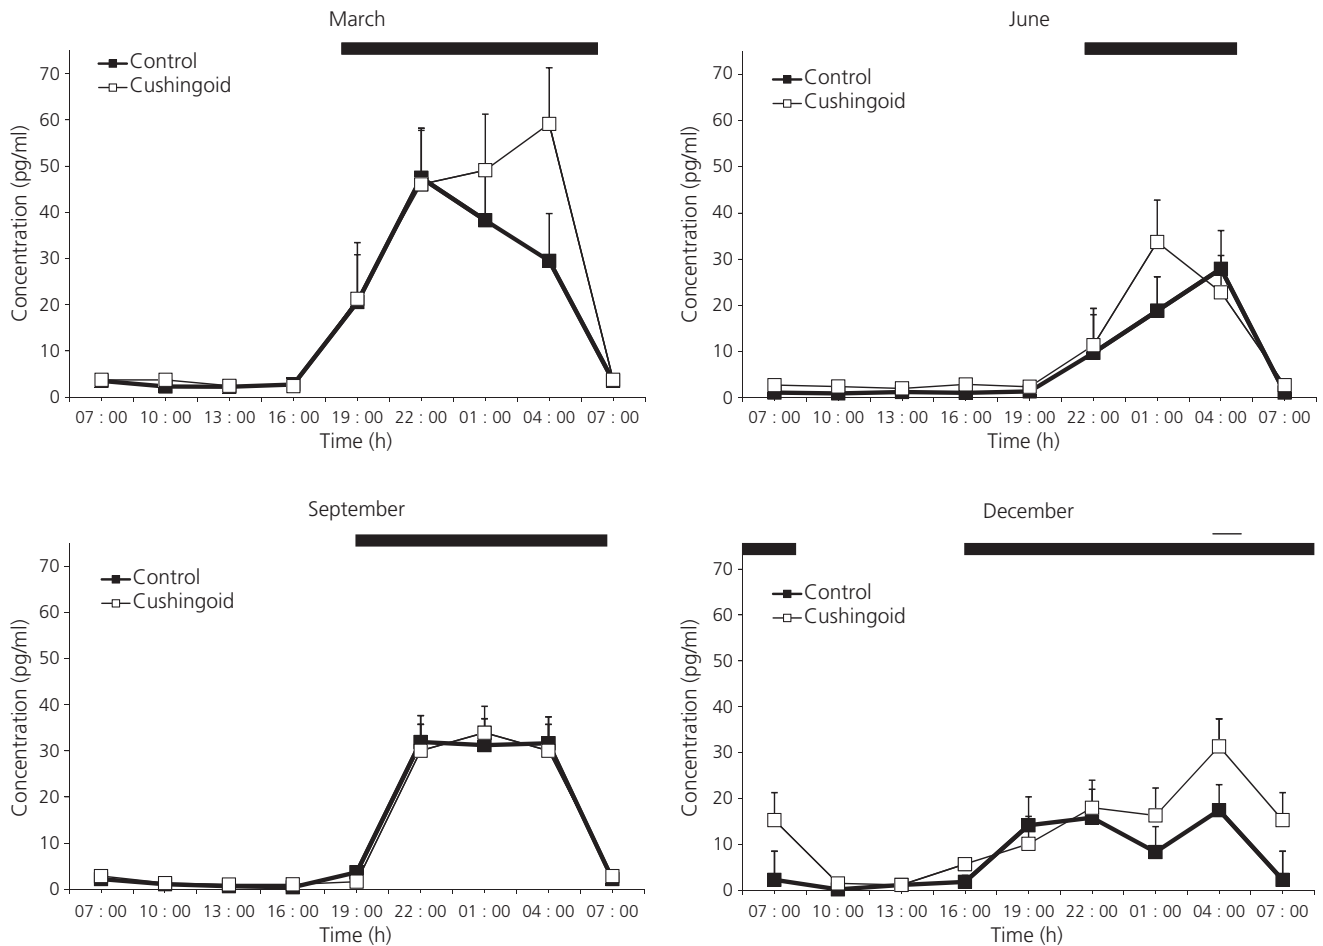 March
Control
Cushingoid
70
60
50
40
30
20
10
0
Concentration (pg/ml)
07 : 00 10 : 00 13 : 00 16 : 00 19 : 00 22 : 00 01 : 00 04 : 00 07 : 00
Time (h)
June
Control
Cushingoid
70
60
50
40
30
20
10
0
Concentration (pg/ml)
07 : 00 10 : 00 13 : 00 16 : 00 19 : 00 22 : 00 01 : 00 04 : 00 07 : 00
Time (h)
September
Control
Cushingoid
70
60
50
40
30
20
10
0
Concentration (pg/ml)
07 : 00 10 : 00 13 : 00 16 : 00 19 : 00 22 : 00 01 : 00 04 : 00 07 : 00
Time (h)
December
Control
Cushingoid
70
60
50
40
30
20
10
0
Concentration (pg/ml)
07 : 00 10 : 00 13 : 00 16 : 00 19 : 00 22 : 00 01 : 00 04 : 00 07 : 00
Time (h)